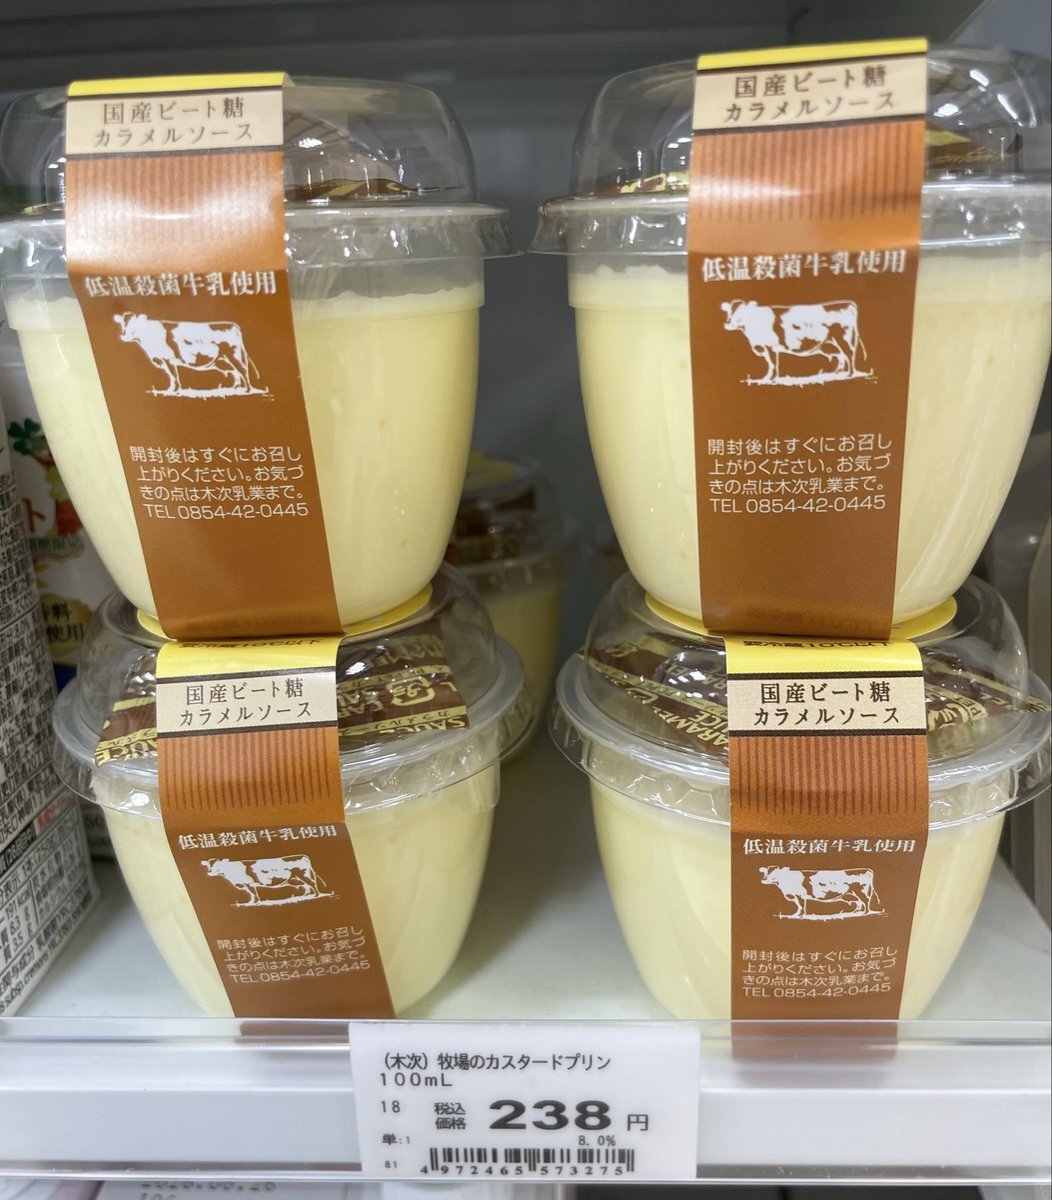 国産ビート糖
カラメルソース
低温殺菌牛乳使用
開封後はすぐにお召し
上がりください。お気づ
きの点は木次乳業まで。
TEL 0854-42-0445
国産ビート糖
カラメルソース
低温殺菌牛乳使用
開封後はすぐにお召し
上がりください。お気づ
きの点は木次乳業まで。
TEL 0854-42-0445
国産ビート糖
カラメルソース
低温殺菌牛乳使用
開封後はすぐにお召し
上がりください。お気づ
きの点は木次乳業まで。
TEL 0854-42-0445
国産ビート糖
カラメルソース
低温殺菌牛乳使用
開封後はすぐにお召し
上がりください。お気づ
きの点は木次乳業まで。
TEL 0854-42-0445
(木次) 牧場のカスタードプリン
100mL
18 税込価格 238 円
単:1 8.0%
81 4 972465 573275